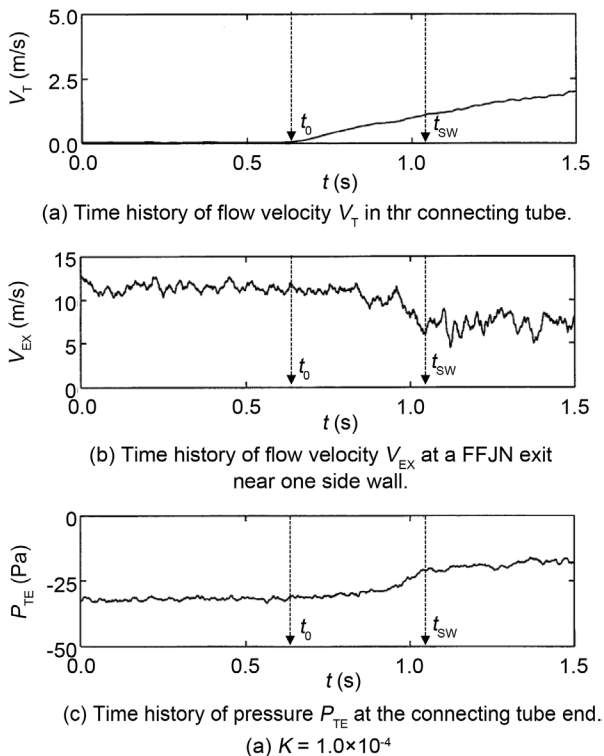 5.0
2.5
0.0
V_T (m/s)
t_0
t_SW
0.0 0.5 1.0 1.5
t (s)
(a) Time history of flow velocity V_T in thr connecting tube.
15
10
5
0
V_EX (m/s)
t_0
t_SW
0.0 0.5 1.0 1.5
t (s)
(b) Time history of flow velocity V_EX at a FFJN exit
near one side wall.
0
-25
-50
P_TE (Pa)
t_0
t_SW
0.0 0.5 1.0 1.5
t (s)
(c) Time history of pressure P_TE at the connecting tube end.
(a) K = 1.0×10⁻⁴